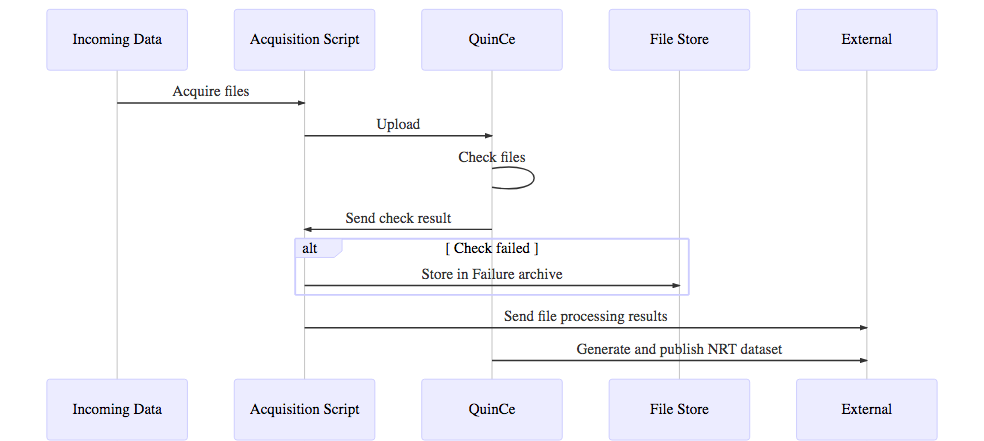 Incoming Data
Acquisition Script
QuinCe
File Store
External
Acquire files
Upload
Check files
Send check result
alt
[ Check failed ]
Store in Failure archive
Send file processing results
Generate and publish NRT dataset
Incoming Data
Acquisition Script
QuinCe
File Store
External